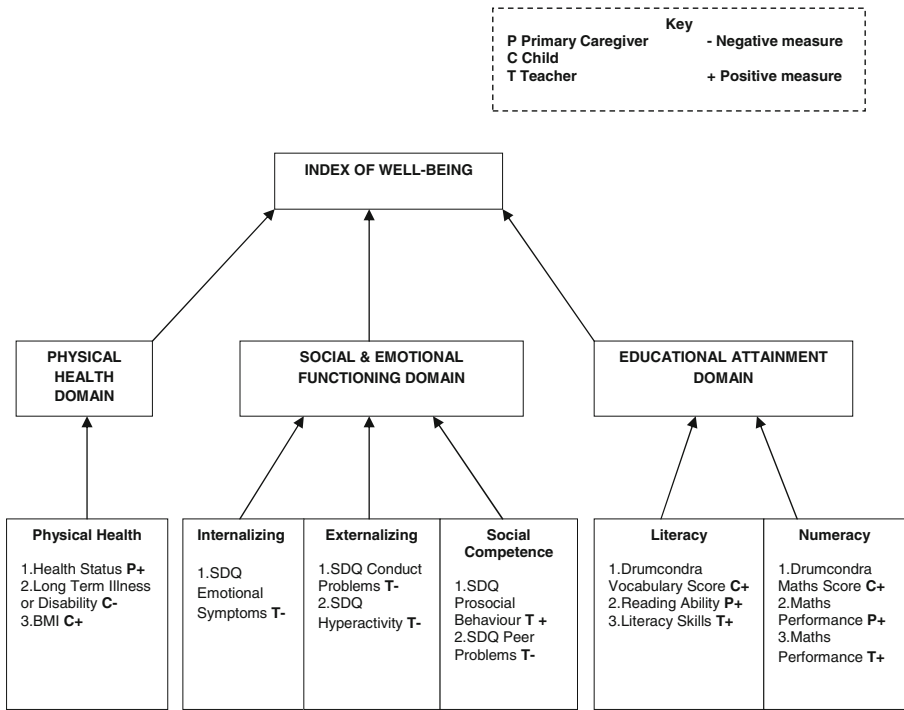 Key
P Primary Caregiver - Negative measure
C Child
T Teacher + Positive measure
INDEX OF WELL-BEING
PHYSICAL
HEALTH
DOMAIN
SOCIAL & EMOTIONAL
FUNCTIONING DOMAIN
EDUCATIONAL ATTAINMENT
DOMAIN
Physical Health
1.Health Status P+
2.Long Term Illness
or Disability C-
3.BMI C+
Internalizing
1.SDQ
Emotional
Symptoms T-
Externalizing
1.SDQ Conduct
Problems T-
2.SDQ
Hyperactivity T-
Social
Competence
1.SDQ
Prosocial
Behaviour T +
2.SDQ Peer
Problems T-
Literacy
1.Drumcondra
Vocabulary Score C+
2.Reading Ability P+
3.Literacy Skills T+
Numeracy
1.Drumcondra
Maths Score C+
2.Maths
Performance P+
3.Maths
Performance T+